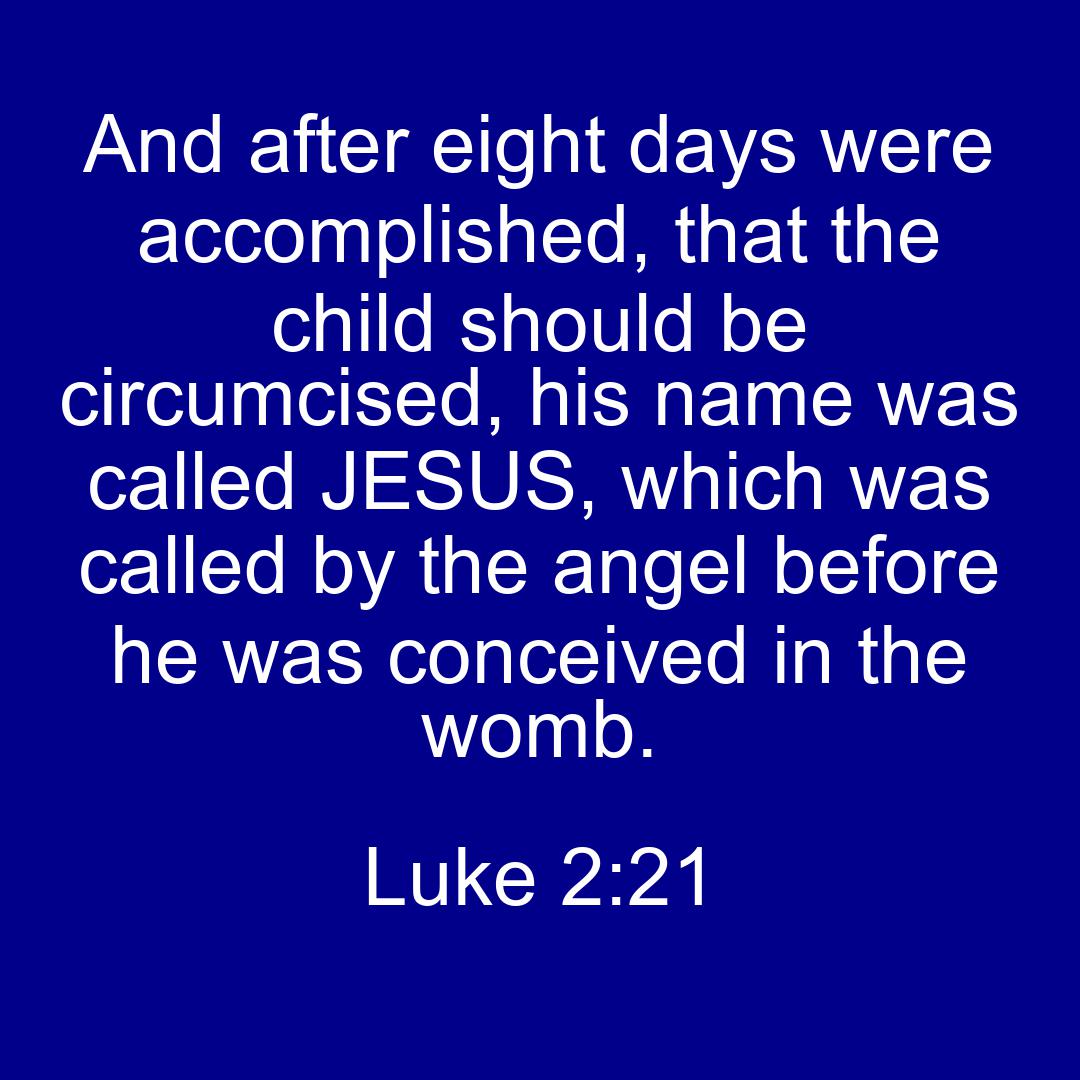 And after eight days were
accomplished, that the
child should be
circumcised, his name was
called JESUS, which was
called by the angel before
he was conceived in the
womb.
Luke 2:21